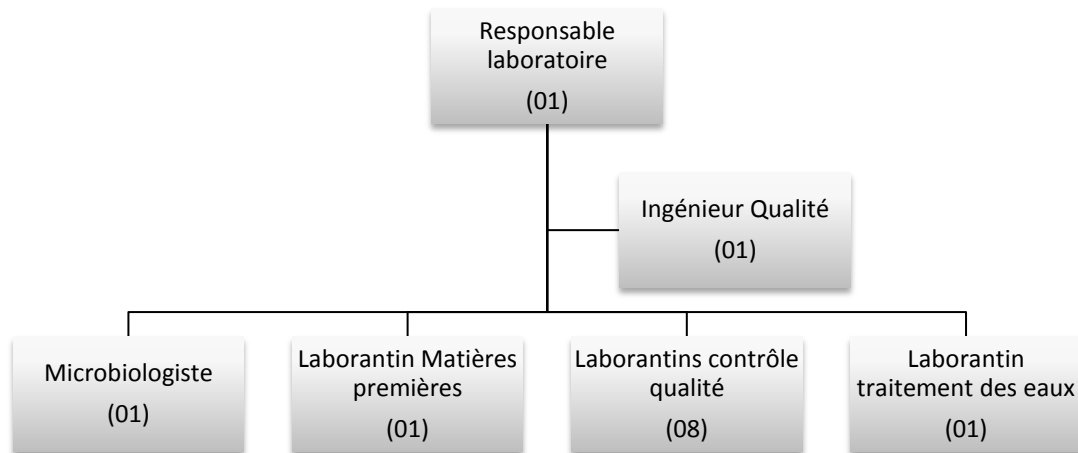 Responsable
laboratoire
(01)
Ingénieur Qualité
(01)
Microbiologiste
(01)
Laborantin Matières
premières
(01)
Laborantins contrôle
qualité
(08)
Laborantin
traitement des eaux
(01)